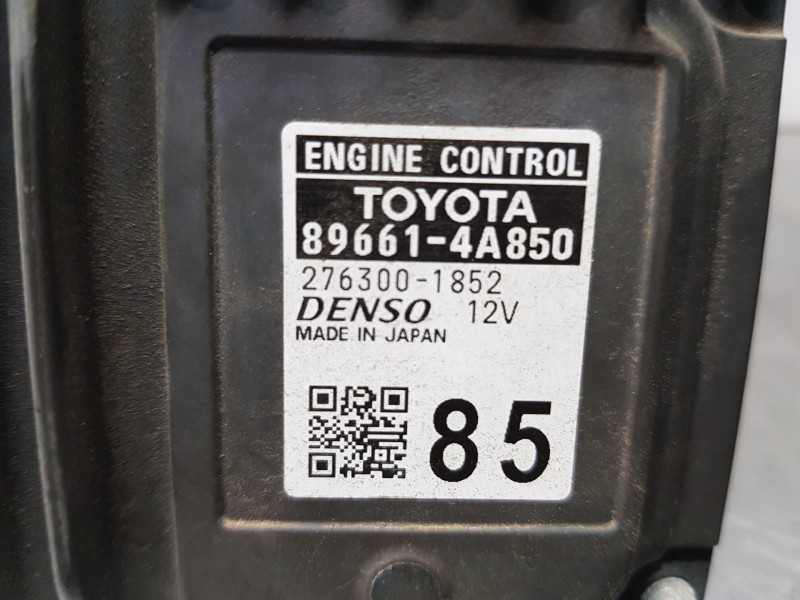 ENGINE CONTROL
TOYOTA
89661-4A850
276300-1852
DENSO 12V
MADE IN JAPAN
85